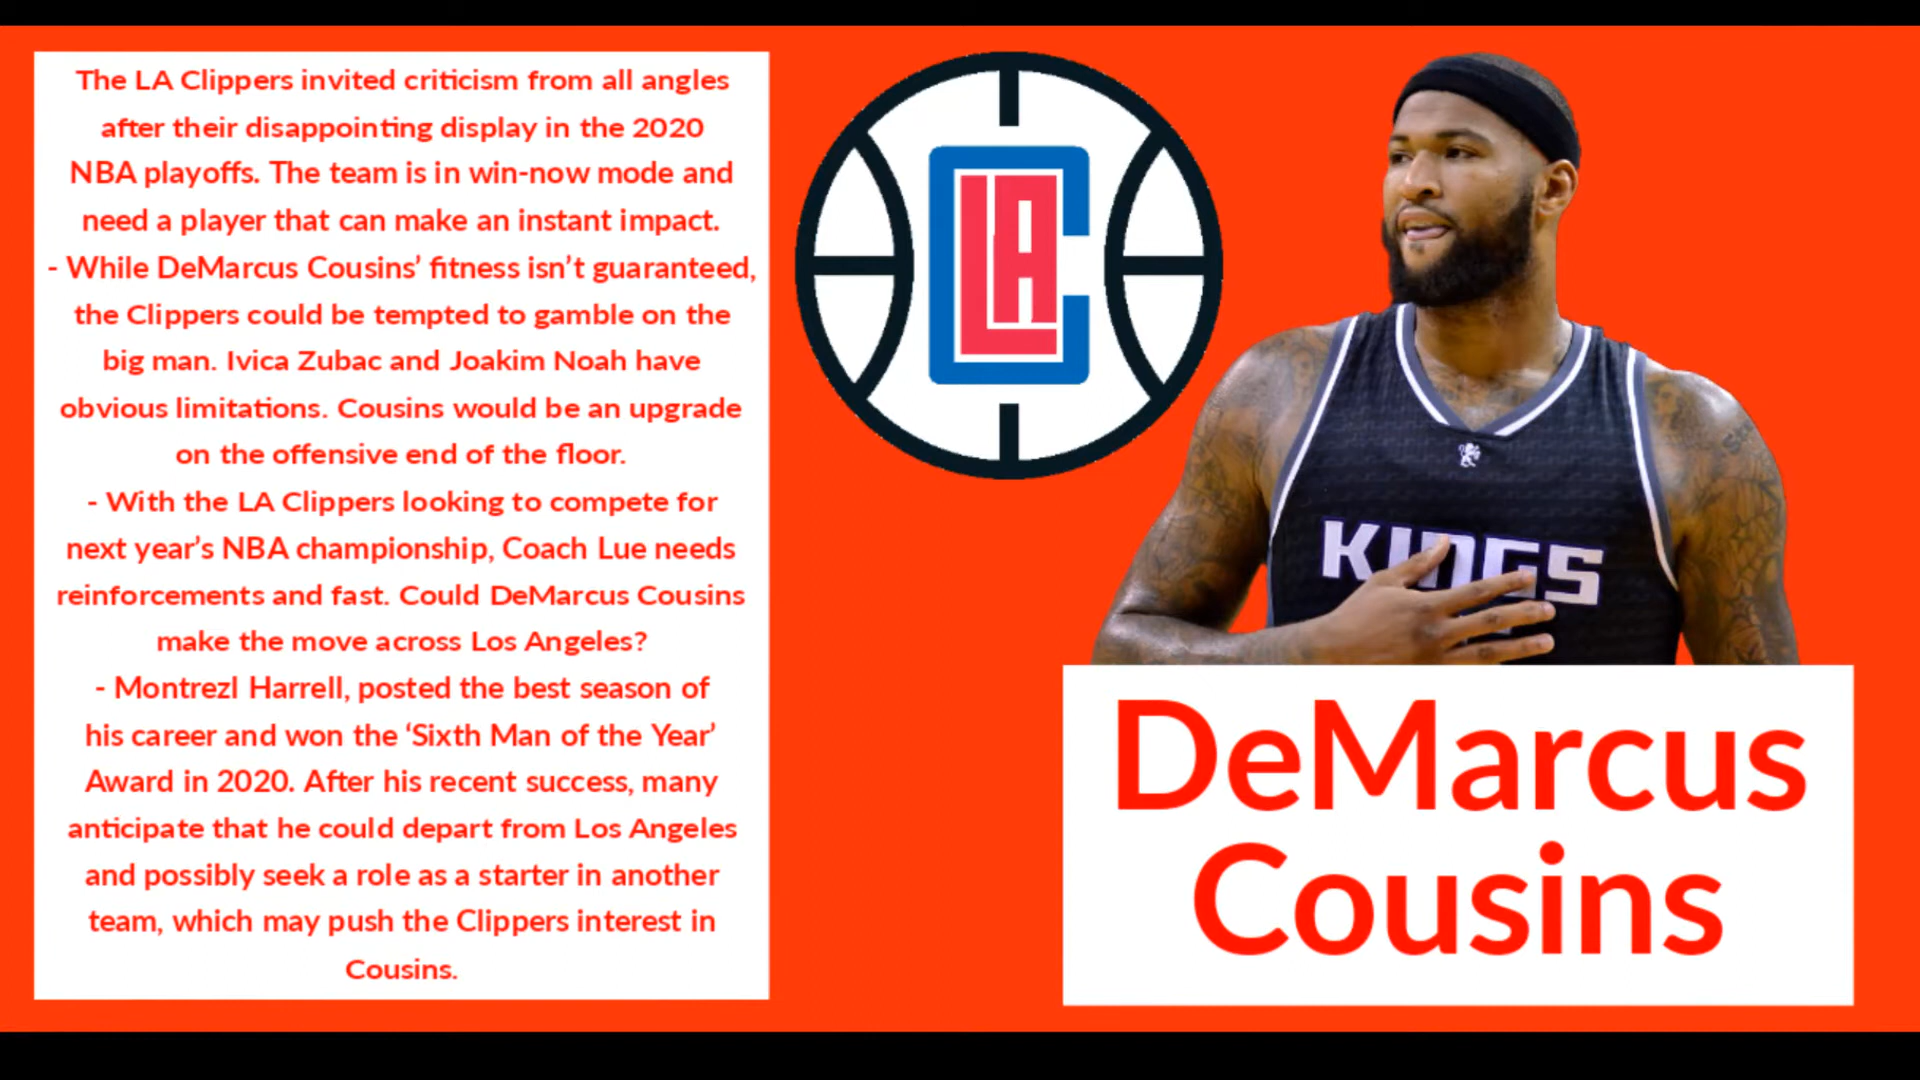 The LA Clippers invited criticism from all angles
after their disappointing display in the 2020
NBA playoffs. The team is in win-now mode and
need a player that can make an instant impact.
- While DeMarcus Cousins’ fitness isn’t guaranteed,
the Clippers could be tempted to gamble on the
big man. Ivica Zubac and Joakim Noah have
obvious limitations. Cousins would be an upgrade
on the offensive end of the floor.
- With the LA Clippers looking to compete for
next year’s NBA championship, Coach Lue needs
reinforcements and fast. Could DeMarcus Cousins
make the move across Los Angeles?
- Montrezl Harrell, posted the best season of
his career and won the ‘Sixth Man of the Year’
Award in 2020. After his recent success, many
anticipate that he could depart from Los Angeles
and possibly seek a role as a starter in another
team, which may push the Clippers interest in
Cousins.
LA
KINGS
DeMarcus
Cousins